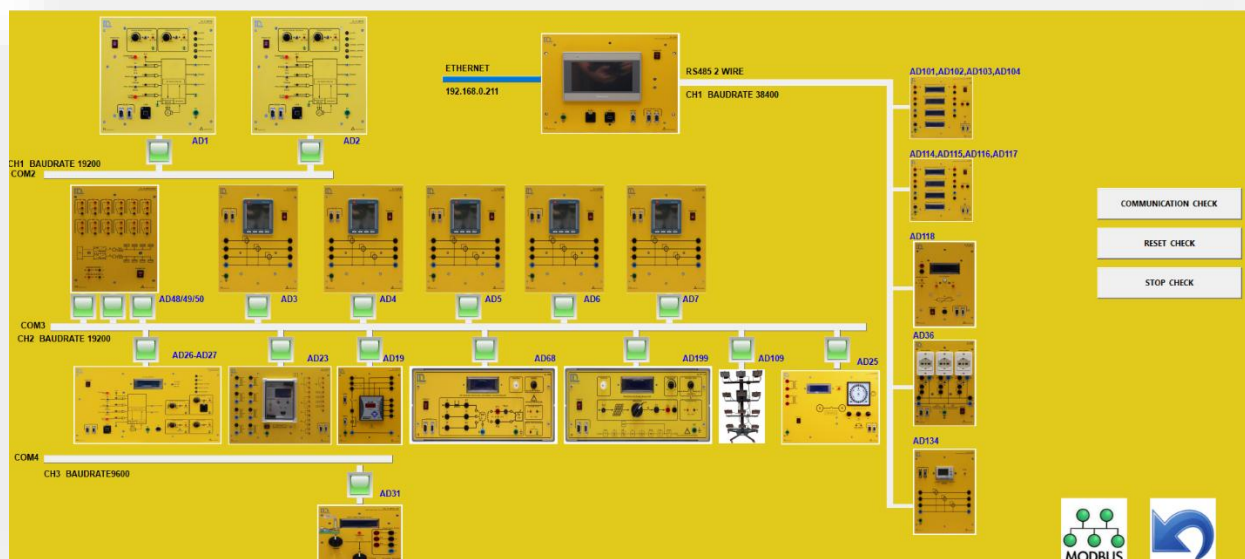 ETHERNET
192.168.0.211
RS485 2 WIRE
CH1 BAUDRATE 38400
AD101,AD102,AD103,AD104
AD1
AD2
CH1 BAUDRATE 19200
COM2
AD114,AD115,AD116,AD117
COMMUNICATION CHECK
RESET CHECK
STOP CHECK
AD118
AD48/49/50
AD3
AD4
AD5
AD6
AD7
COM3
CH2 BAUDRATE 19200
AD36
AD26-AD27
AD23
AD19
AD68
AD199
AD109
AD25
AD134
COM4
CH3 BAUDRATE9600
AD31
MODBUS